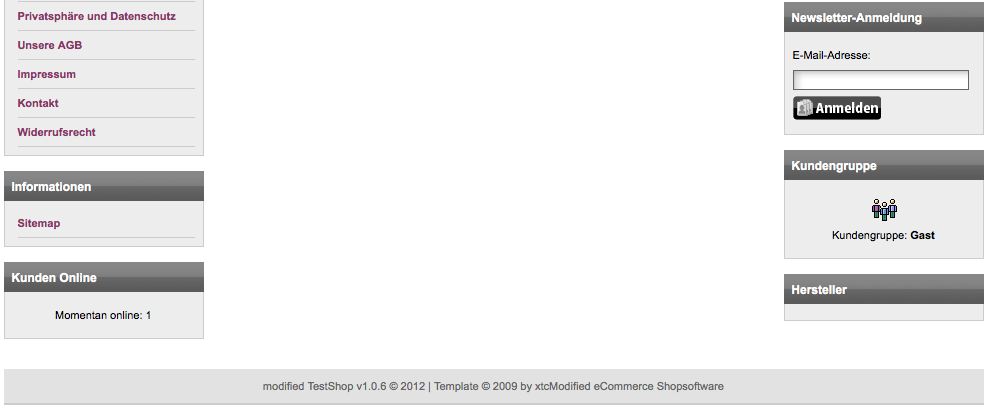 Privatsphäre und Datenschutz
Unsere AGB
Impressum
Kontakt
Widerrufsrecht
Informationen
Sitemap
Kunden Online
Momentan online: 1
Newsletter-Anmeldung
E-Mail-Adresse:
Anmelden
Kundengruppe
Kundengruppe: Gast
Hersteller
modified TestShop v1.0.6 © 2012 | Template © 2009 by xtcModified eCommerce Shopsoftware